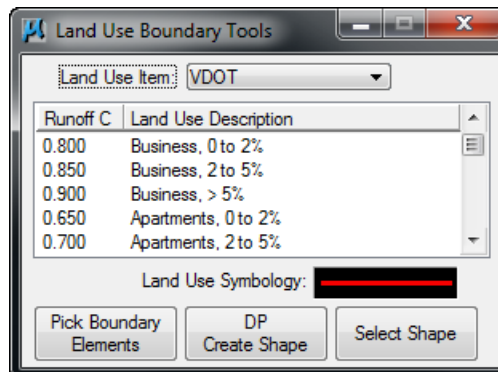 Land Use Boundary Tools
Land Use Item: VDOT
Runoff C Land Use Description
0.800 Business, 0 to 2%
0.850 Business, 2 to 5%
0.900 Business, > 5%
0.650 Apartments, 0 to 2%
0.700 Apartments, 2 to 5%
Land Use Symbology:
Pick Boundary Elements
DP Create Shape
Select Shape